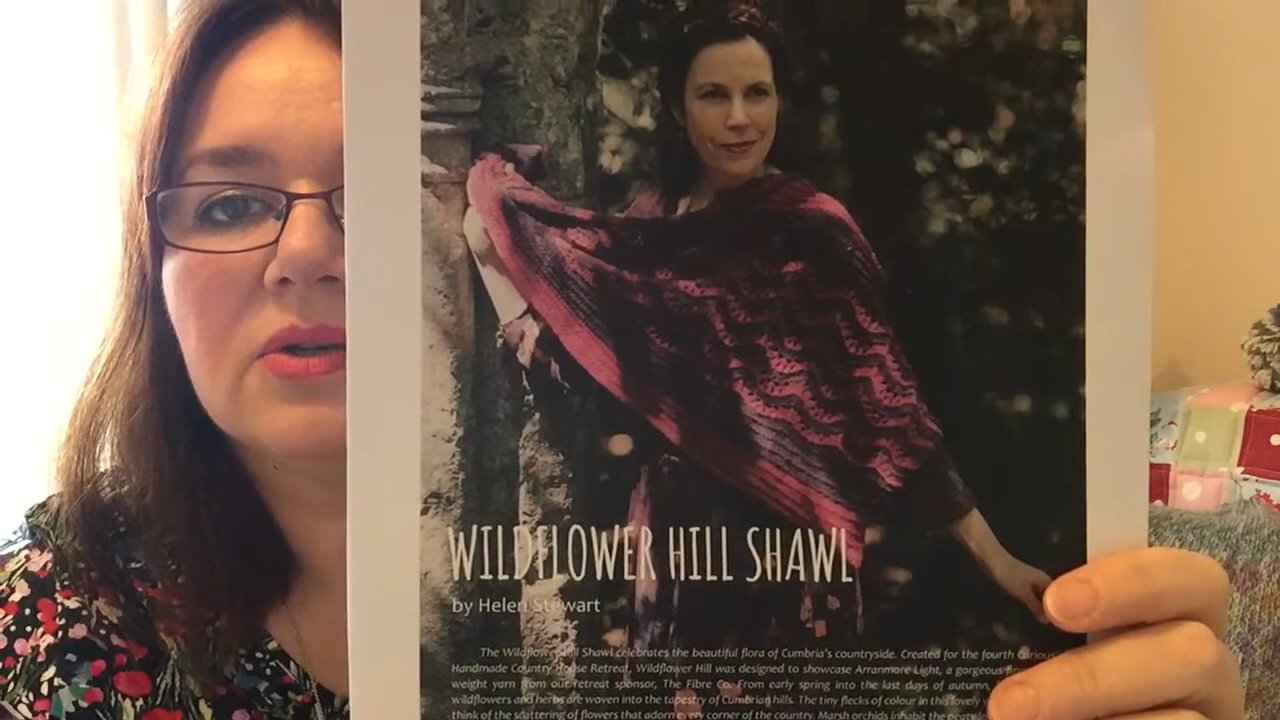 WILDFLOWER HILL SHAWL
by Helen Stewart
The Wildflower Hill Shawl celebrates the beautiful flora of Cumbria's countryside. Created for the fourth Curious
Handmade Country House Retreat, Wildflower Hill was designed to showcase Arranmore Light, a gorgeous
weight yarn from our retreat sponsor, The Fibre Co. From early spring into the last days of autumn,
wildflowers and herbs are woven into the tapestry of Cumbrian hills. The tiny flecks of colour in this lovely
think of the scattering of flowers that adorn every corner of the country. Marsh orchids inhabit the